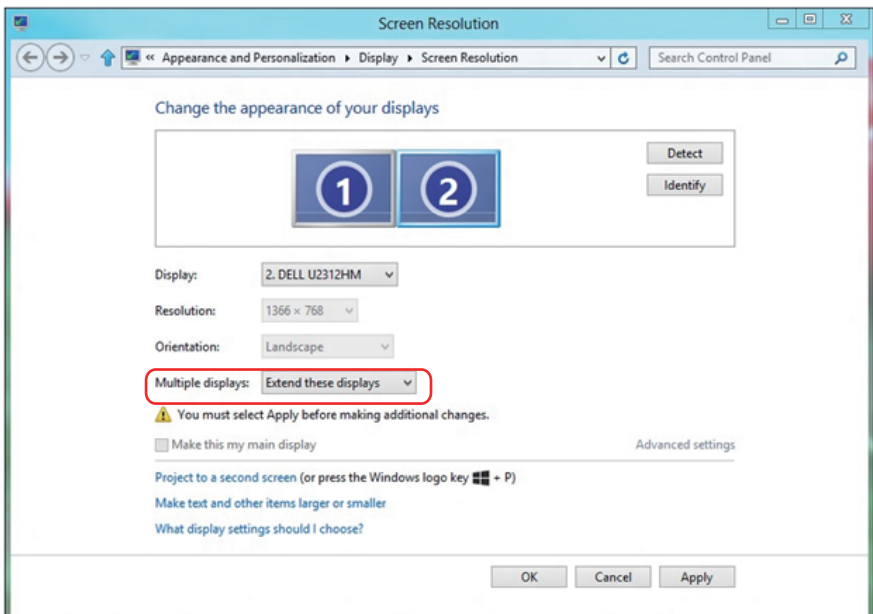 Screen Resolution
« Appearance and Personalization ▸ Display ▸ Screen Resolution Search Control Panel
Change the appearance of your displays
1 2
Detect
Identify
Display: 2. DELL U2312HM
Resolution: 1366 × 768
Orientation: Landscape
Multiple displays: Extend these displays
You must select Apply before making additional changes.
Make this my main display Advanced settings
Project to a second screen (or press the Windows logo key + P)
Make text and other items larger or smaller
What display settings should I choose?
OK Cancel Apply